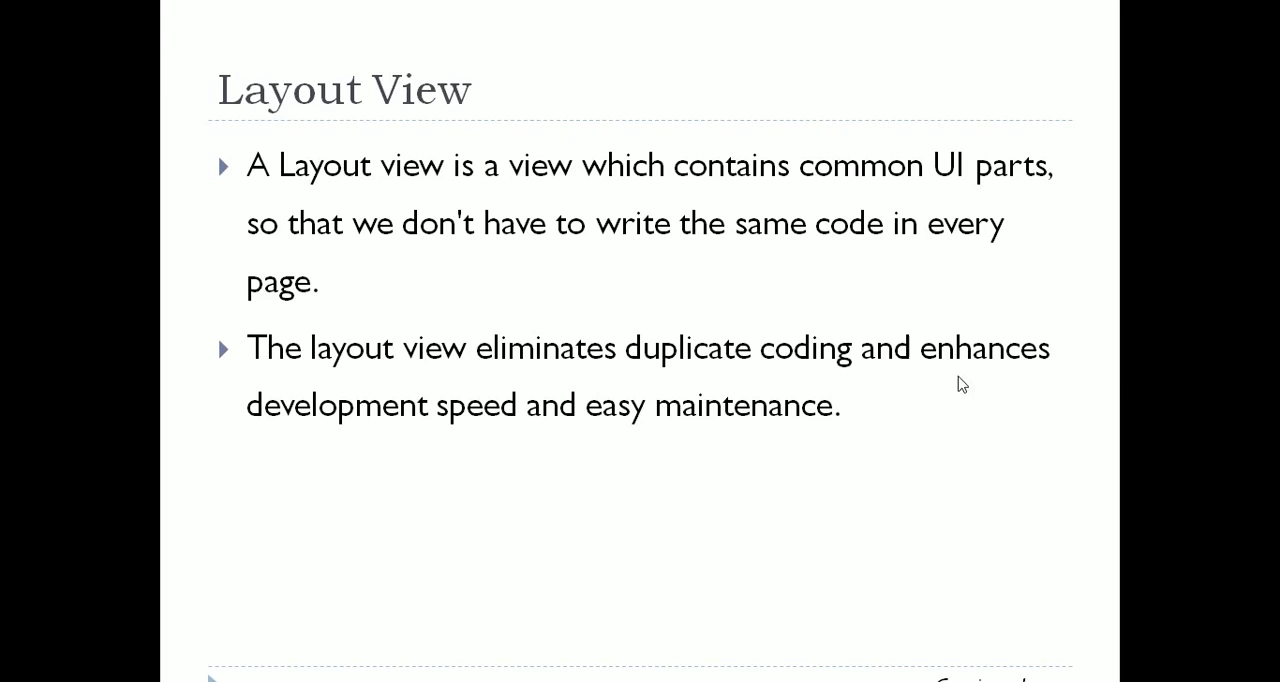 Layout View
A Layout view is a view which contains common UI parts,
so that we don't have to write the same code in every
page.
The layout view eliminates duplicate coding and enhances
development speed and easy maintenance.